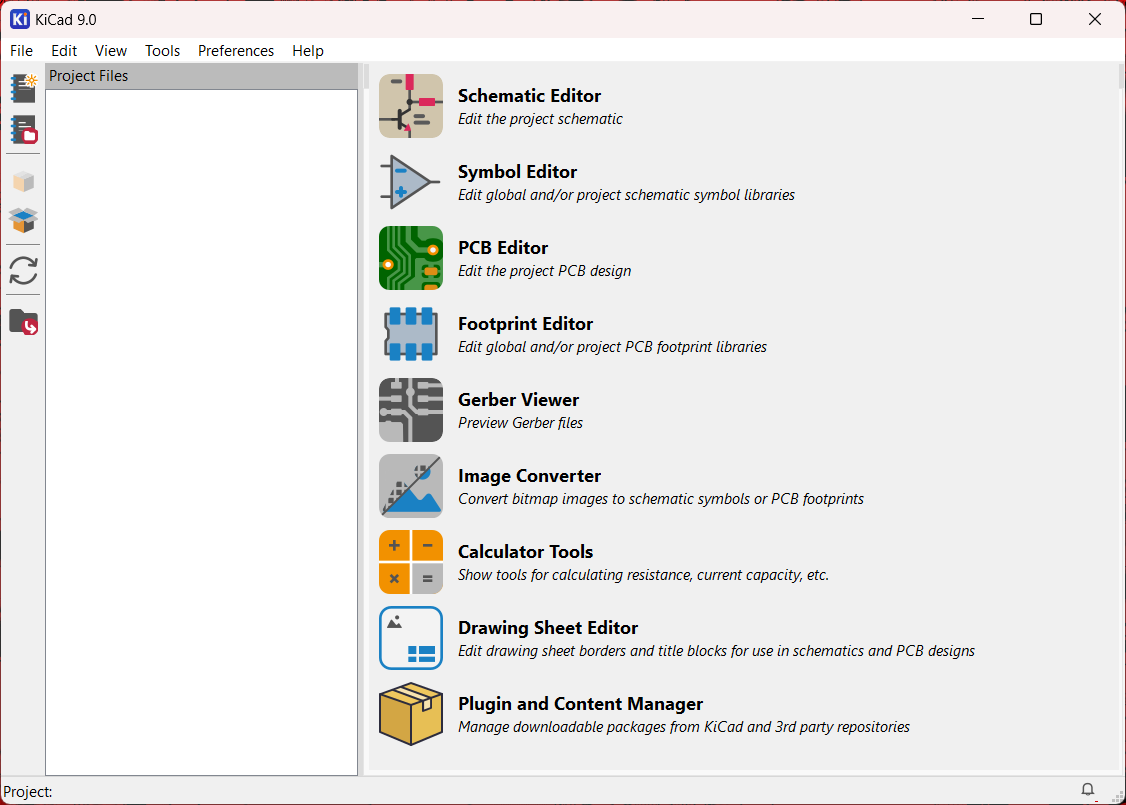 Ki KiCad 9.0
File Edit View Tools Preferences Help
Project Files
Schematic Editor
Edit the project schematic
Symbol Editor
Edit global and/or project schematic symbol libraries
PCB Editor
Edit the project PCB design
Footprint Editor
Edit global and/or project PCB footprint libraries
Gerber Viewer
Preview Gerber files
Image Converter
Convert bitmap images to schematic symbols or PCB footprints
Calculator Tools
Show tools for calculating resistance, current capacity, etc.
Drawing Sheet Editor
Edit drawing sheet borders and title blocks for use in schematics and PCB designs
Plugin and Content Manager
Manage downloadable packages from KiCad and 3rd party repositories
Project: